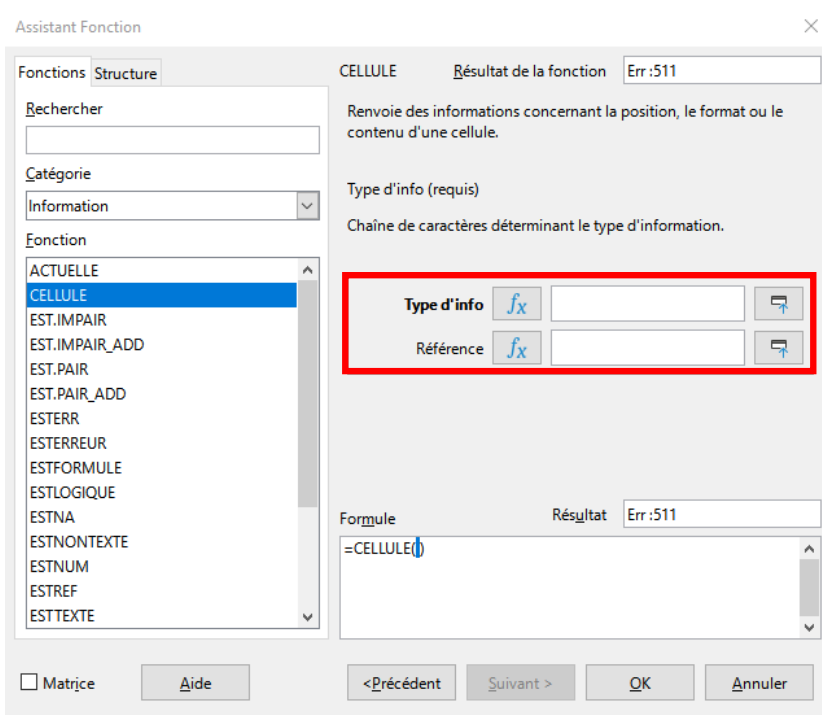 Assistant Fonction
Fonctions Structure
Rechercher
Catégorie
Information
Fonction
ACTUELLE
CELLULE
EST.IMPAIR
EST.IMPAIR_ADD
EST.PAIR
EST.PAIR_ADD
ESTERR
ESTERREUR
ESTFORMULE
ESTLOGIQUE
ESTNA
ESTNONTEXTE
ESTNUM
ESTREF
ESTTEXTE
CELLULE Résultat de la fonction Err :511
Renvoie des informations concernant la position, le format ou le
contenu d'une cellule.
Type d'info (requis)
Chaîne de caractères déterminant le type d'information.
Type d'info fx
Référence fx
Formule Résultat Err :511
=CELLULE()
Matrice Aide <Précédent Suivant > OK Annuler